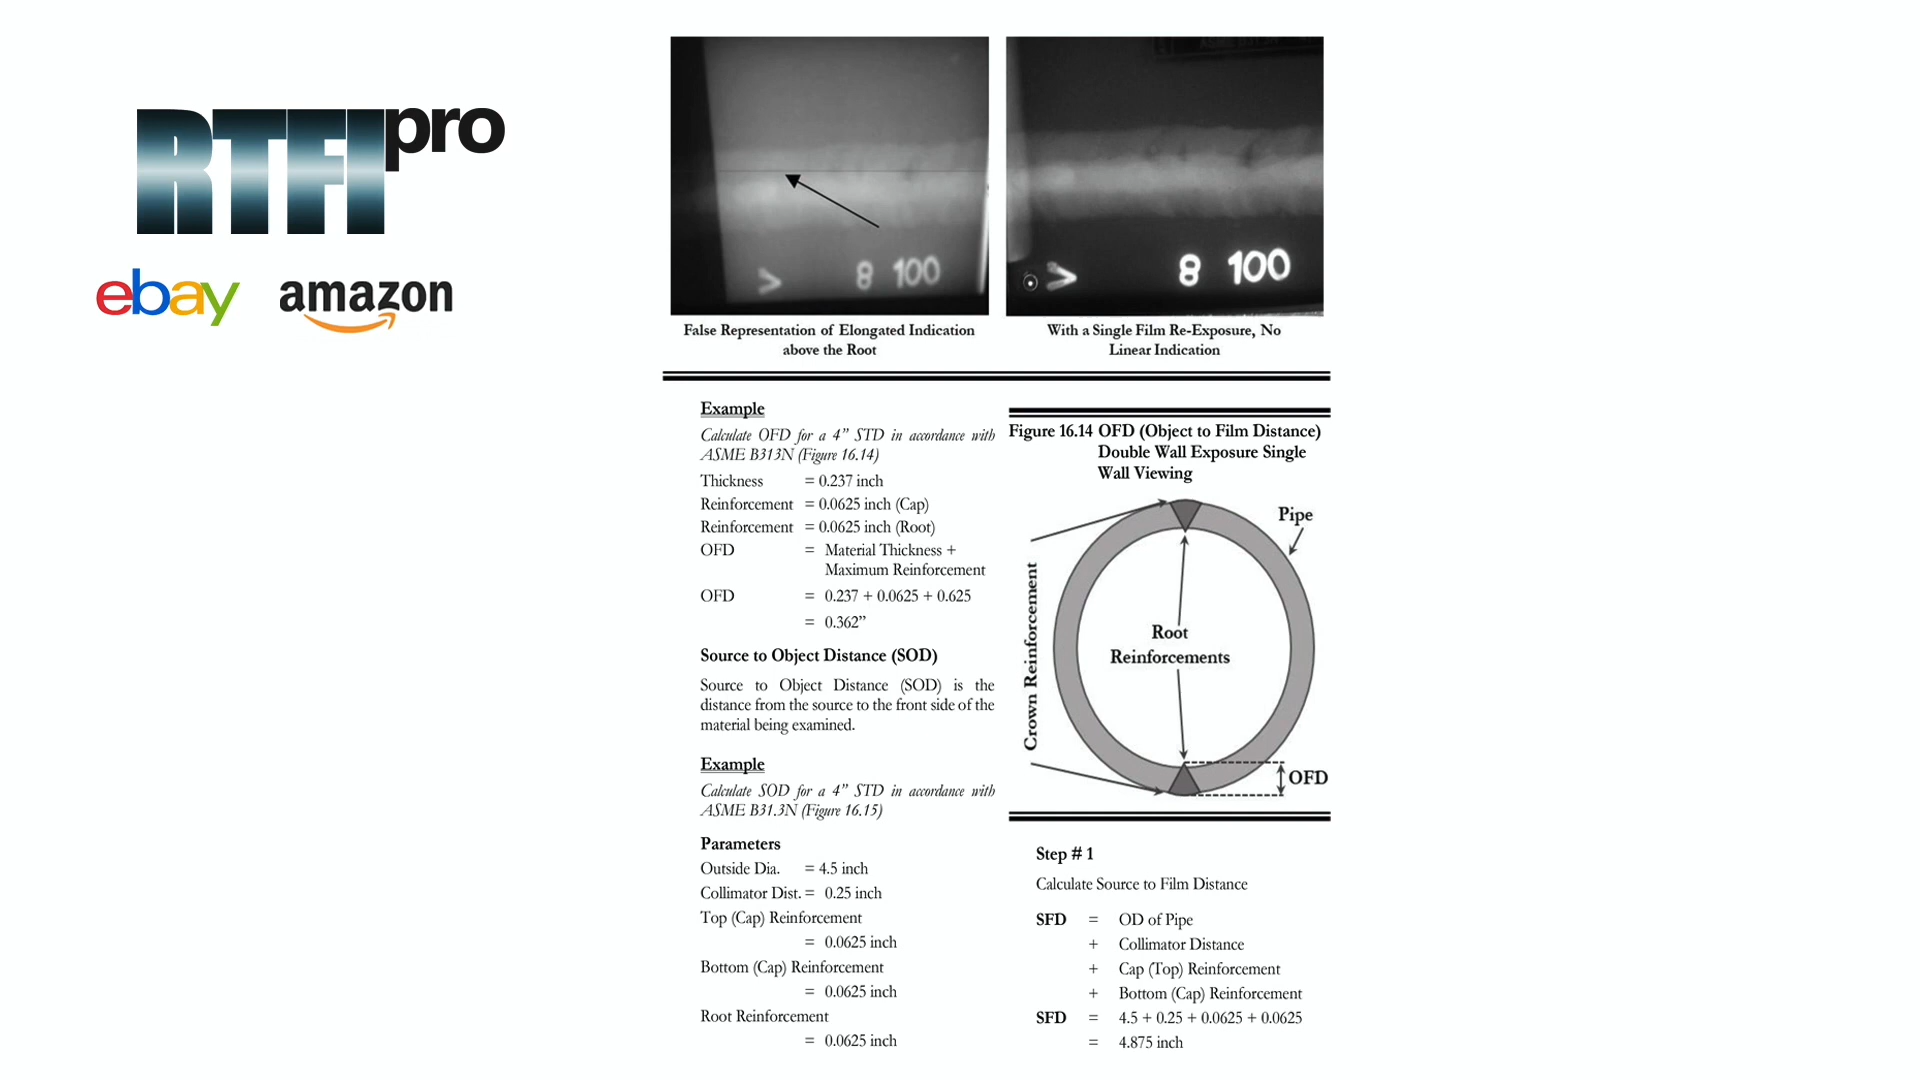 RTFI pro
ebay amazon
> 8 100
> 8 100
False Representation of Elongated Indication
above the Root
With a Single Film Re-Exposure, No
Linear Indication
Example
Calculate OFD for a 4” STD in accordance with
ASME B313N (Figure 16.14)
Thickness = 0.237 inch
Reinforcement = 0.0625 inch (Cap)
Reinforcement = 0.0625 inch (Root)
OFD = Material Thickness +
Maximum Reinforcement
OFD = 0.237 + 0.0625 + 0.625
= 0.362”
Source to Object Distance (SOD)
Source to Object Distance (SOD) is the
distance from the source to the front side of the
material being examined.
Example
Calculate SOD for a 4” STD in accordance with
ASME B31.3N (Figure 16.15)
Parameters
Outside Dia. = 4.5 inch
Collimator Dist. = 0.25 inch
Top (Cap) Reinforcement
= 0.0625 inch
Bottom (Cap) Reinforcement
= 0.0625 inch
Root Reinforcement
= 0.0625 inch
Figure 16.14 OFD (Object to Film Distance)
Double Wall Exposure Single
Wall Viewing
Pipe
Crown Reinforcement
Root
Reinforcements
OFD
Step # 1
Calculate Source to Film Distance
SFD = OD of Pipe
+ Collimator Distance
+ Cap (Top) Reinforcement
+ Bottom (Cap) Reinforcement
SFD = 4.5 + 0.25 + 0.0625 + 0.0625
= 4.875 inch